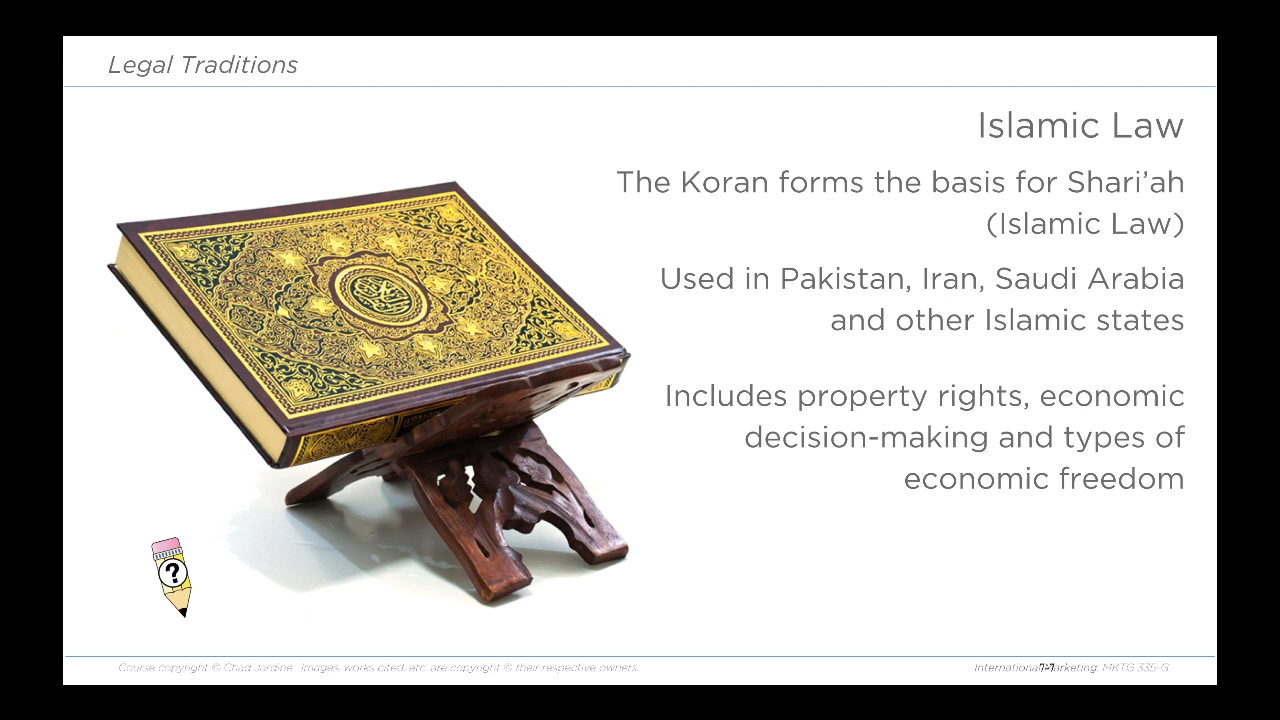 Legal Traditions
Islamic Law
The Koran forms the basis for Shari’ah
(Islamic Law)
Used in Pakistan, Iran, Saudi Arabia
and other Islamic states
Includes property rights, economic
decision-making and types of
economic freedom
?
Course copyright © Chad Jardine. Images, works cited, etc. are copyright © their respective owners.
International Marketing: MKTG 335-G